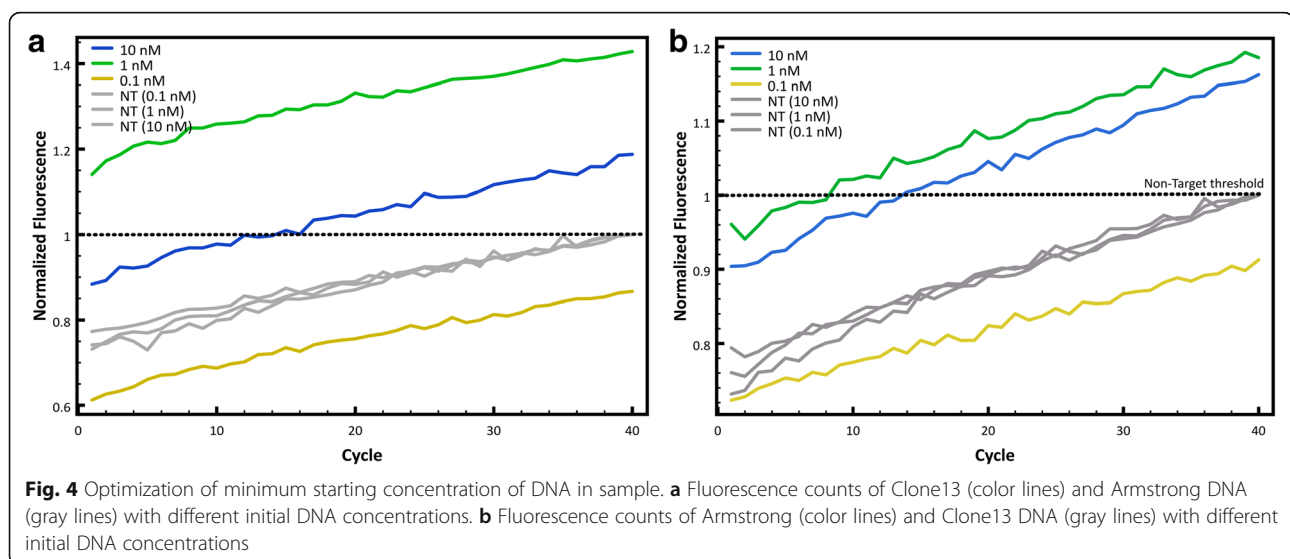 a
10 nM
1 nM
0.1 nM
NT (0.1 nM)
NT (1 nM)
NT (10 nM)
Normalized Fluorescence
1.4
1.2
1
0.8
0.6
0
10
20
30
40
Cycle
b
10 nM
1 nM
0.1 nM
NT (10 nM)
NT (1 nM)
NT (0.1 nM)
Non-Target threshold
Normalized Fluorescence
1.2
1.1
1
0.9
0.8
0
10
20
30
40
Cycle
Fig. 4 Optimization of minimum starting concentration of DNA in sample. a Fluorescence counts of Clone13 (color lines) and Armstrong DNA
(gray lines) with different initial DNA concentrations. b Fluorescence counts of Armstrong (color lines) and Clone13 DNA (gray lines) with different
initial DNA concentrations